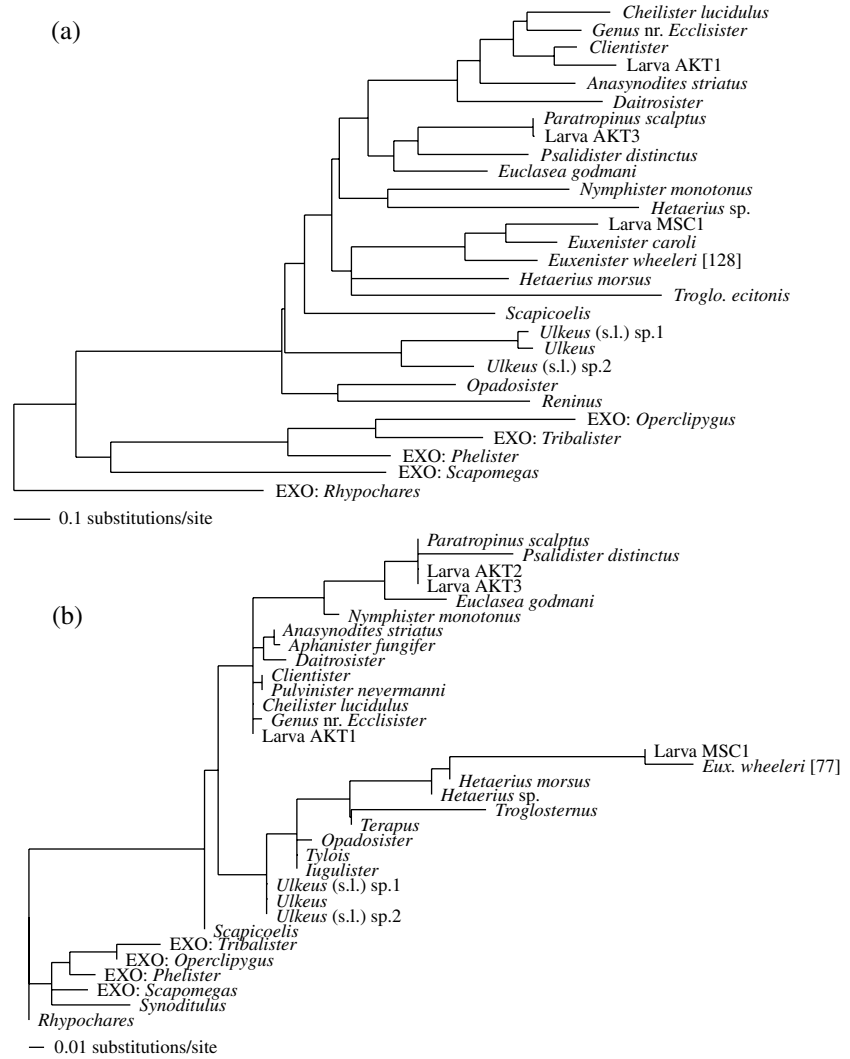 (a)
Cheilister lucidulus
Genus nr. Ecclisister
Clientister
Larva AKT1
Anasynodites striatus
Daitrosister
Paratropinus scalptus
Larva AKT3
Psalidister distinctus
Euclasea godmani
Nymphister monotonus
Hetaerius sp.
Larva MSC1
Euxenister caroli
Euxenister wheeleri [128]
Hetaerius morsus
Troglo. ecitonis
Scapicoelis
Ulkeus (s.l.) sp.1
Ulkeus
Ulkeus (s.l.) sp.2
Opadosister
Reninus
EXO: Operclipygus
EXO: Tribalister
EXO: Phelister
EXO: Scapomegas
EXO: Rhypochares
0.1 substitutions/site
(b)
Paratropinus scalptus
Psalidister distinctus
Larva AKT2
Larva AKT3
Euclasea godmani
Nymphister monotonus
Anasynodites striatus
Aphanister fungifer
Daitrosister
Clientister
Pulvinister nevermanni
Cheilister lucidulus
Genus nr. Ecclisister
Larva AKT1
Larva MSC1
Eux. wheeleri [77]
Hetaerius morsus
Hetaerius sp.
Troglosternus
Terapus
Opadosister
Tylois
Iugulister
Ulkeus (s.l.) sp.1
Ulkeus
Ulkeus (s.l.) sp.2
Scapicoelis
EXO: Tribalister
EXO: Operclipygus
EXO: Phelister
EXO: Scapomegas
Synoditulus
Rhypochares
0.01 substitutions/site